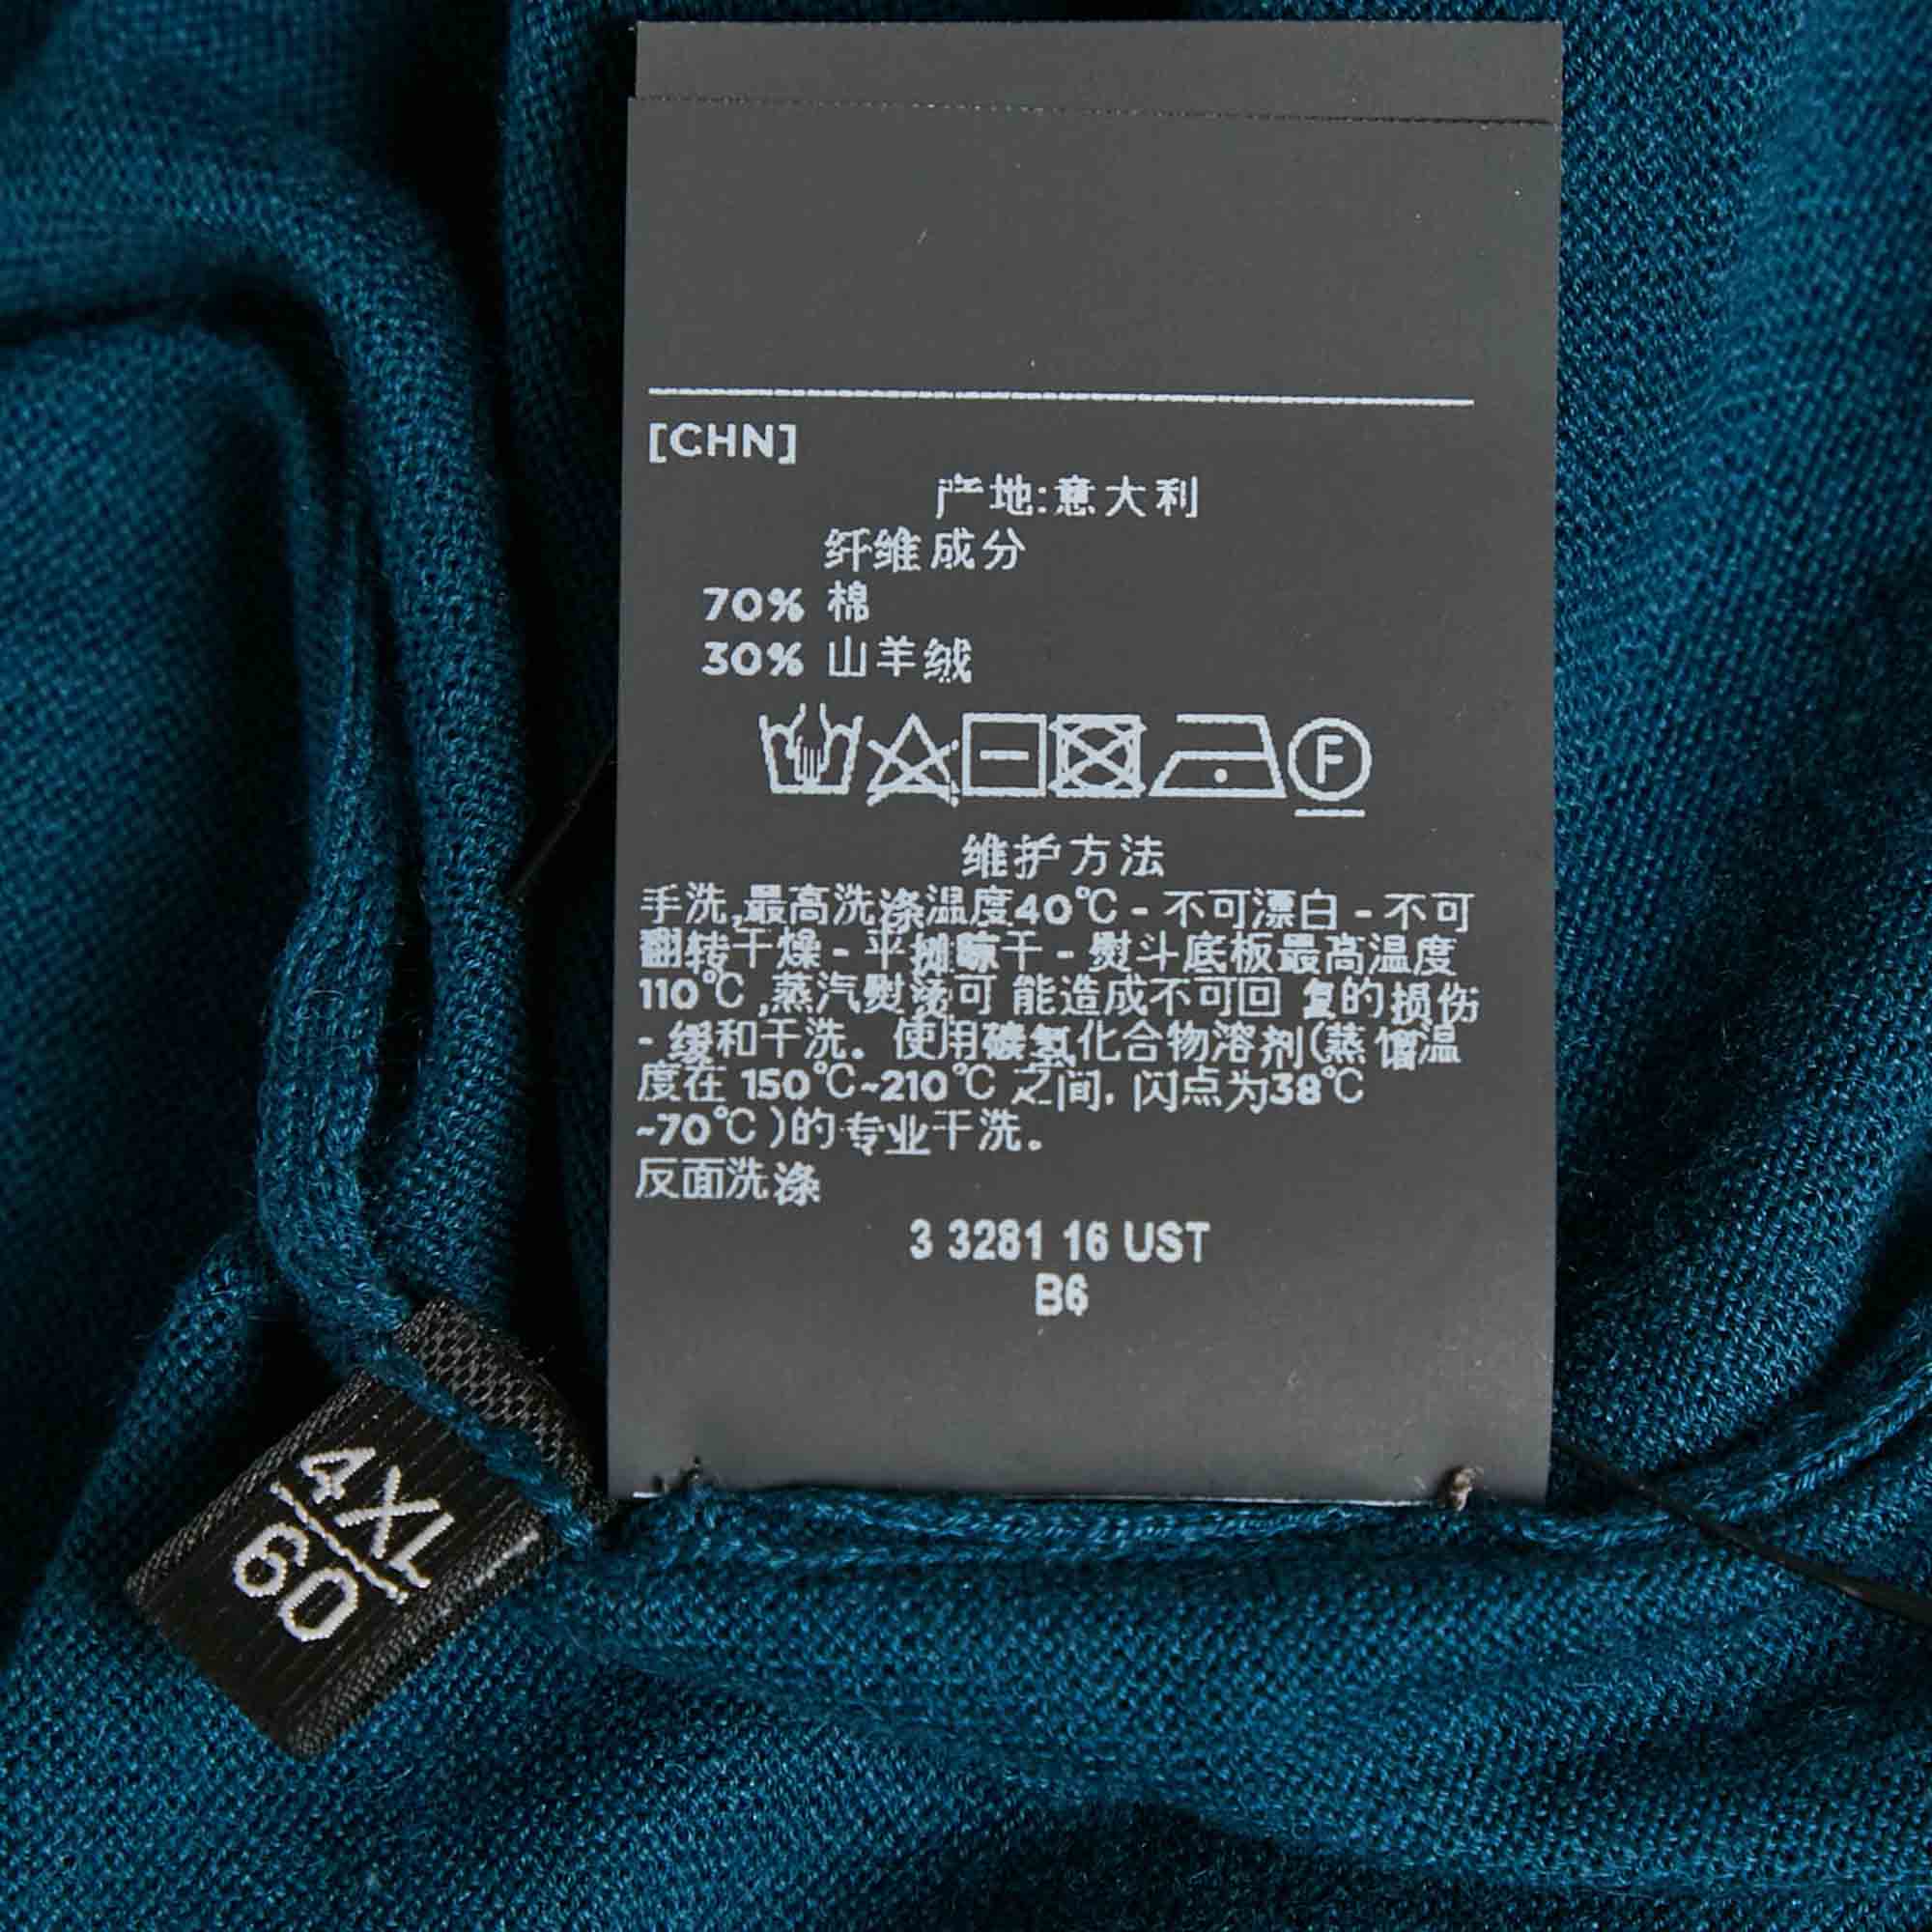 [CHN]
产地:意大利
纤维成分
70% 棉
30% 山羊绒
F
维护方法
手洗,最高洗涤温度40℃ - 不可漂白 - 不可
翻转干燥 - 平摊晾干 - 熨斗底板最高温度
110℃ ,蒸汽熨烫可 能造成不可回 复的损伤
- 缓和干洗。使用碳氢化合物溶剂(蒸 馏温
度在 150℃~210℃ 之间, 闪点为38℃
~70℃ )的专业干洗。
反面洗涤
3 3281 16 UST
B6
4XL
60